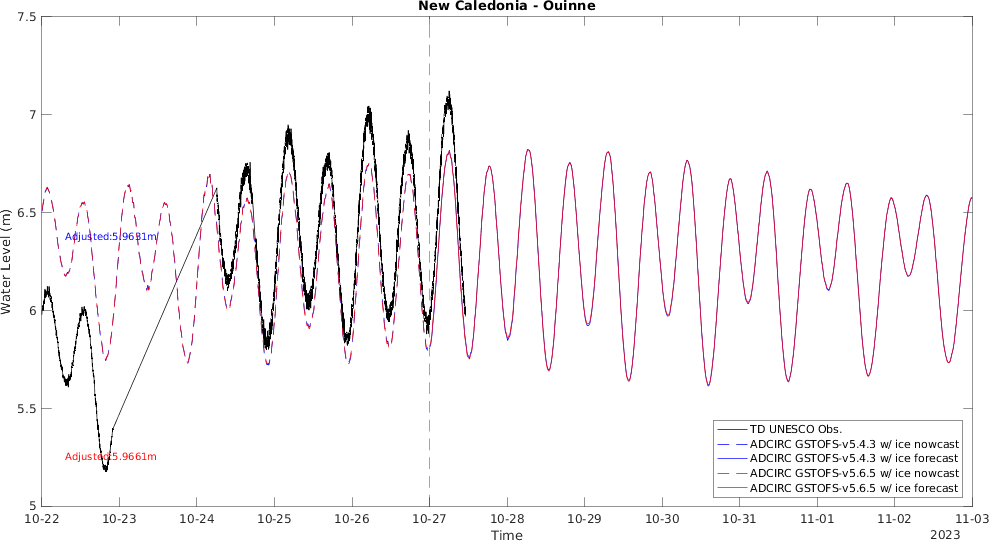 New Caledonia - Ouinne
7.5
7
6.5
6
5.5
5
Water Level (m)
Adjusted:5.9631m
Adjusted:5.9661m
TD UNESCO Obs.
ADCIRC GSTOFS-v5.4.3 w/ ice nowcast
ADCIRC GSTOFS-v5.4.3 w/ ice forecast
ADCIRC GSTOFS-v5.6.5 w/ ice nowcast
ADCIRC GSTOFS-v5.6.5 w/ ice forecast
10-22 10-23 10-24 10-25 10-26 10-27 10-28 10-29 10-30 10-31 11-01 11-02 11-03
Time
2023